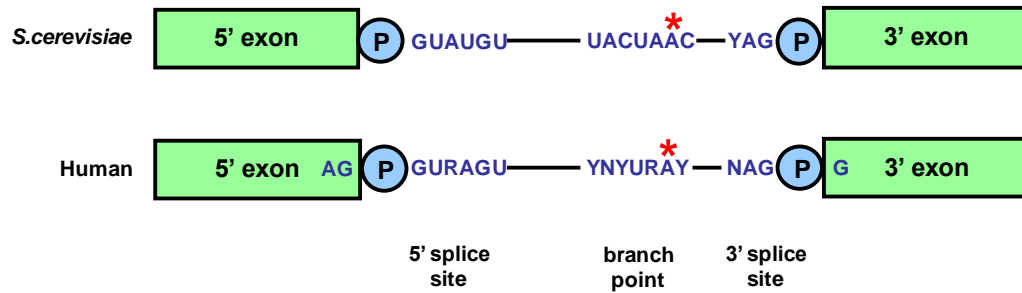 S.cerevisiae 5’ exon P GUAUGU UACUAAC YAG P 3’ exon
*
Human 5’ exon AG P GURAGU YNYURAY NAG P G 3’ exon
*
5’ splice site
branch point
3’ splice site